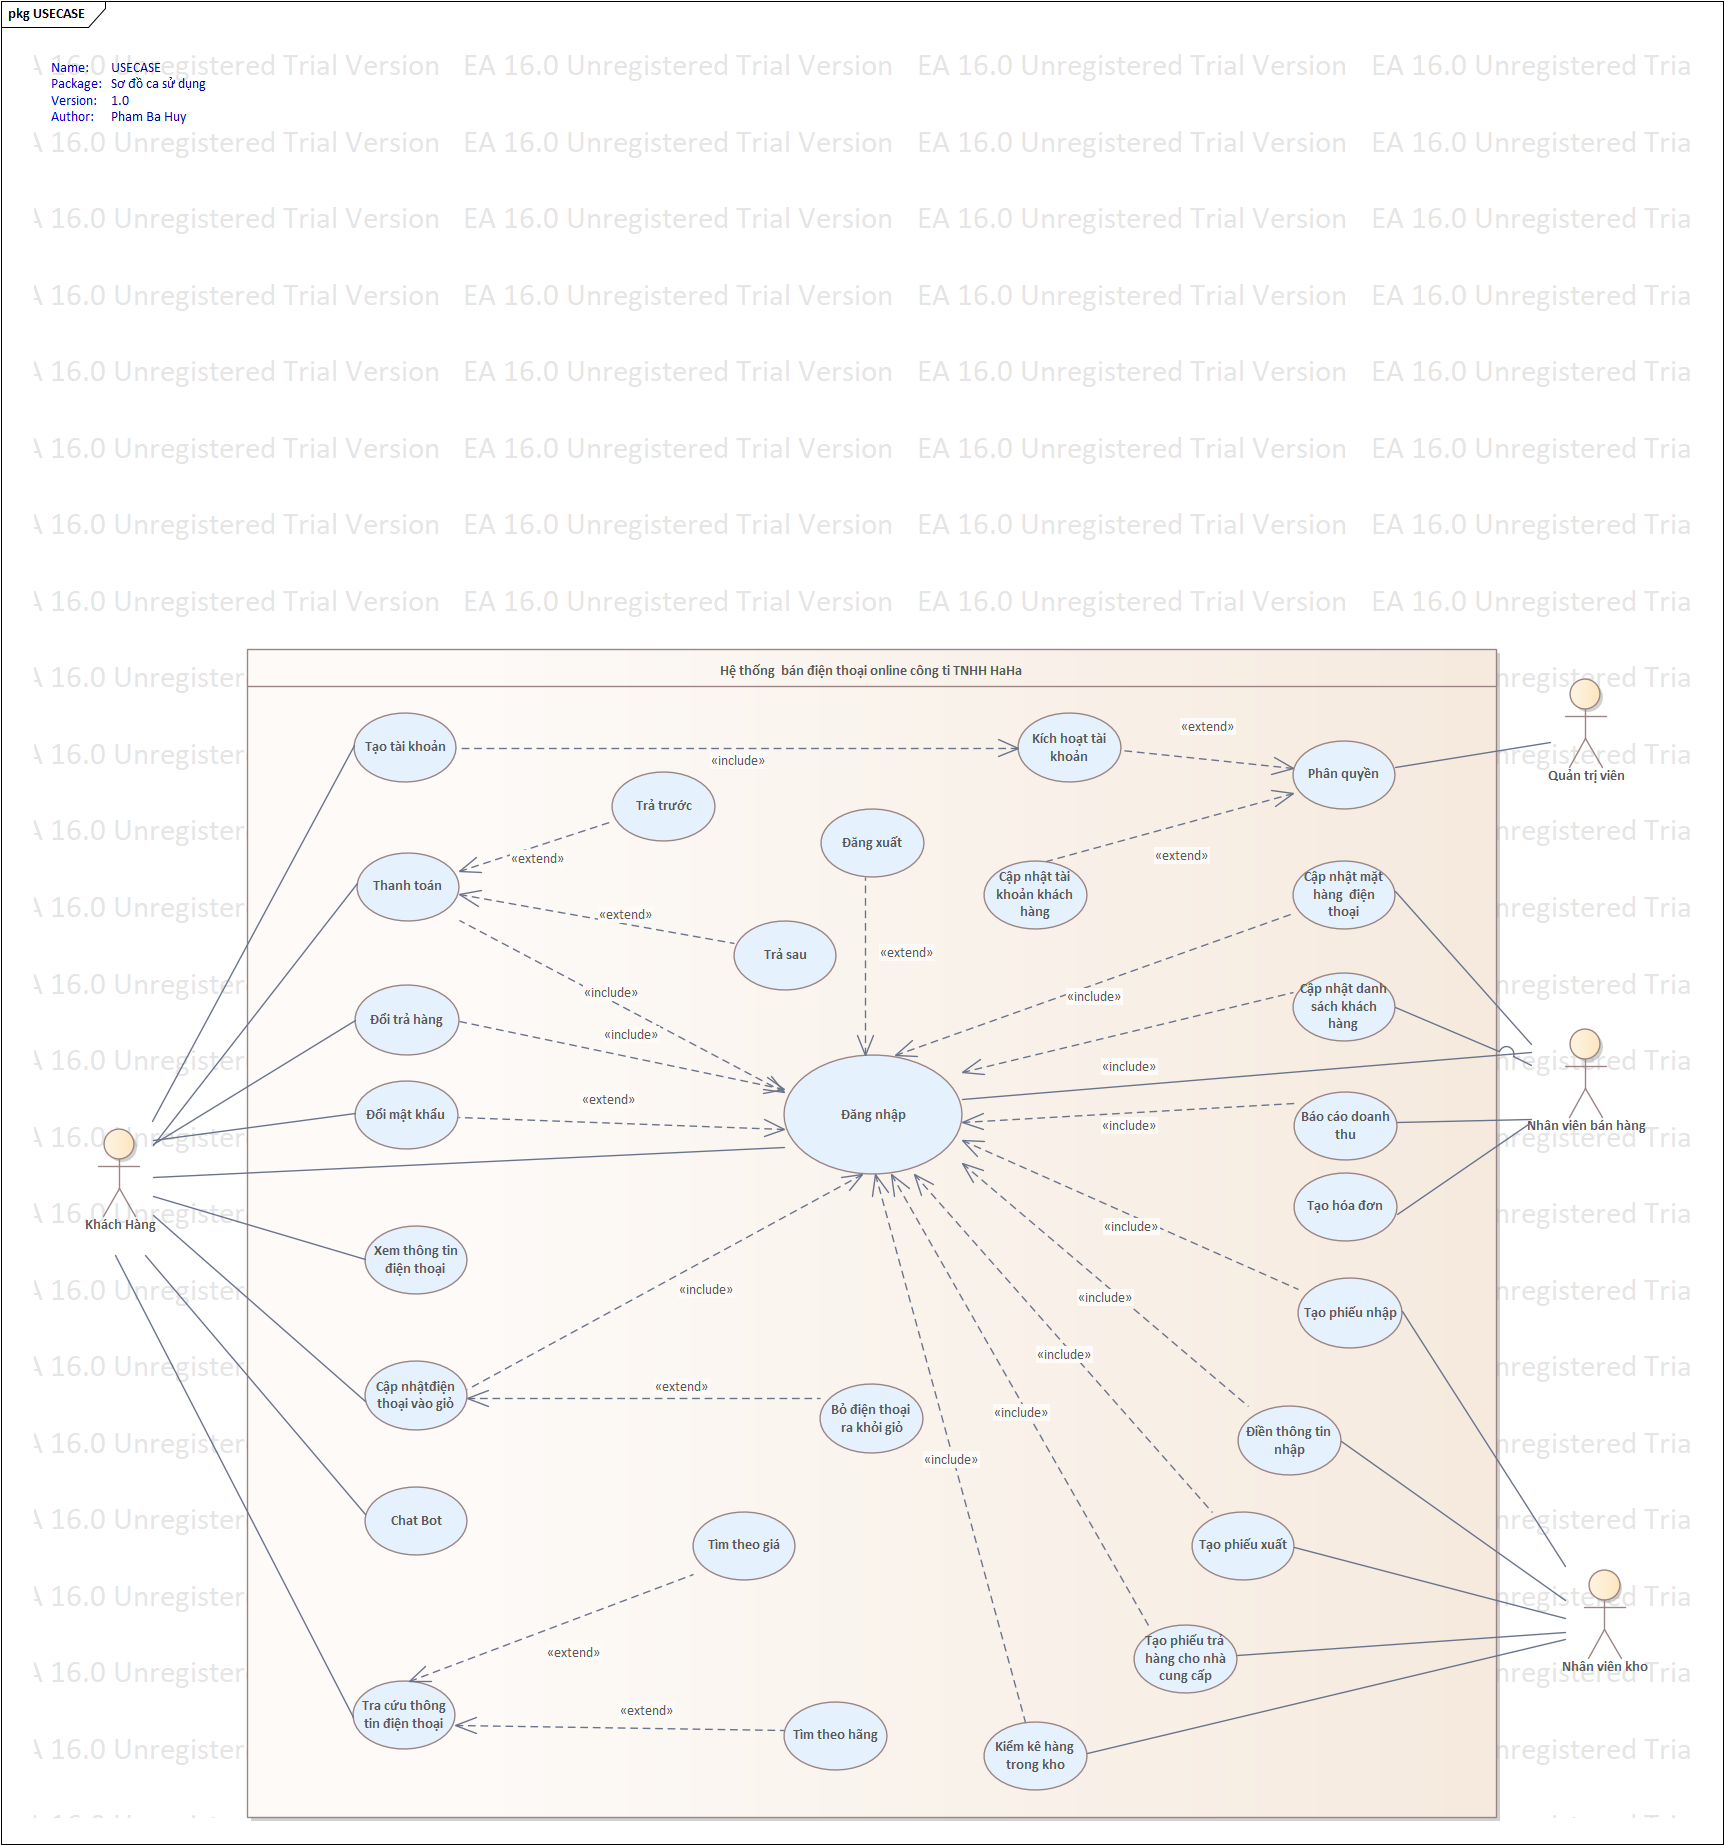 pkg USECASE
Name: USECASE
Package: Sơ đồ ca sử dụng
Version: 1.0
Author: Pham Ba Huy
EA 16.0 Unregistered Trial Version
Hệ thống  bán điện thoại online công ti TNHH HaHa
Tạo tài khoản
«include»
Kích hoạt tài
khoản
«extend»
Phân quyền
Quản trị viên
Trả trước
«extend»
Thanh toán
Đăng xuất
«extend»
Cập nhật tài
khoản khách
hàng
«extend»
Cập nhật mặt
hàng  điện
thoại
«extend»
Trả sau
«include»
«include»
Đổi trả hàng
«include»
Cập nhật danh
sách khách
hàng
«include»
Đổi mật khẩu
«extend»
Đăng nhập
Báo cáo doanh
thu
«include»
Nhân viên bán hàng
Khách Hàng
Tạo hóa đơn
«include»
Xem thông tin
điện thoại
«include»
«include»
Tạo phiếu nhập
«include»
Cập nhậtđiện
thoại vào giỏ
«extend»
Bỏ điện thoại
ra khỏi giỏ
«include»
Điền thông tin
nhập
«include»
Chat Bot
Tìm theo giá
Tạo phiếu xuất
«extend»
Tạo phiếu trả
hàng cho nhà
cung cấp
Nhân viên kho
Tra cứu thông
tin điện thoại
«extend»
Tìm theo hãng
Kiểm kê hàng
trong kho